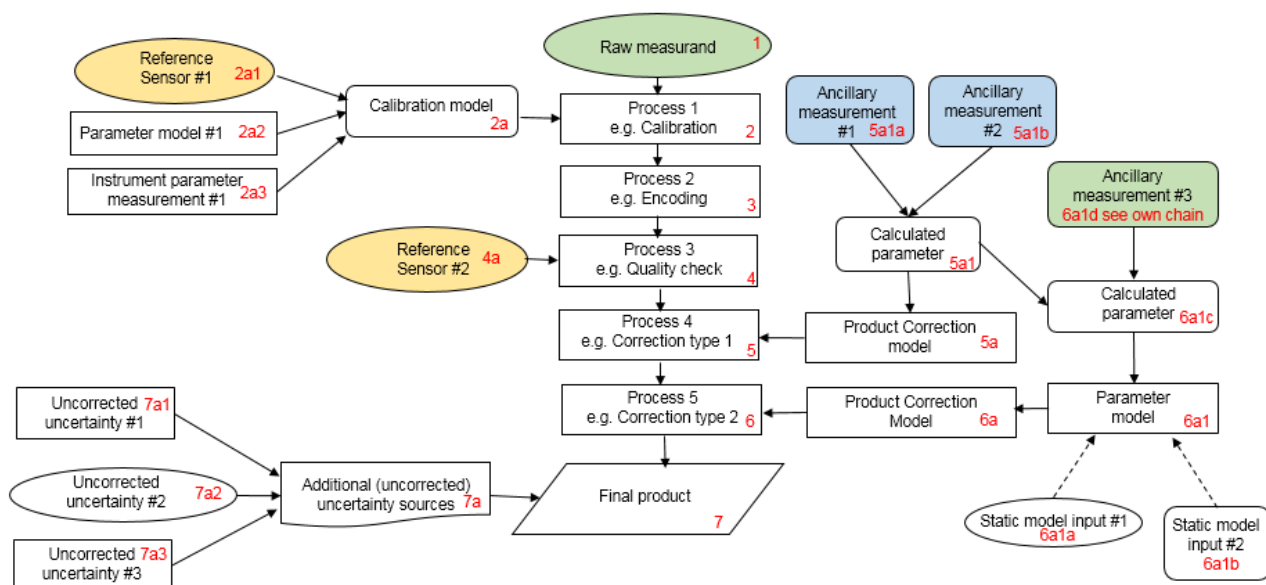 Raw measurand 1
Reference
Sensor #1 2a1
Parameter model #1 2a2
Instrument parameter
measurement #1 2a3
Calibration model
2a
Process 1
e.g. Calibration 2
Process 2
e.g. Encoding 3
Reference
Sensor #2 4a
Process 3
e.g. Quality check 4
Process 4
e.g. Correction type 1 5
Process 5
e.g. Correction type 2 6
Ancillary
measurement
#1 5a1a
Ancillary
measurement
#2 5a1b
Ancillary
measurement #3
6a1d see own chain
Calculated
parameter 5a1
Calculated
parameter 6a1c
Product Correction
model 5a
Product Correction
Model 6a
Parameter
model 6a1
Static model input #1
6a1a
Static model
input #2
6a1b
Uncorrected 7a1
uncertainty #1
Uncorrected
uncertainty #2 7a2
Uncorrected 7a3
uncertainty #3
Additional (uncorrected)
uncertainty sources 7a
Final product
7